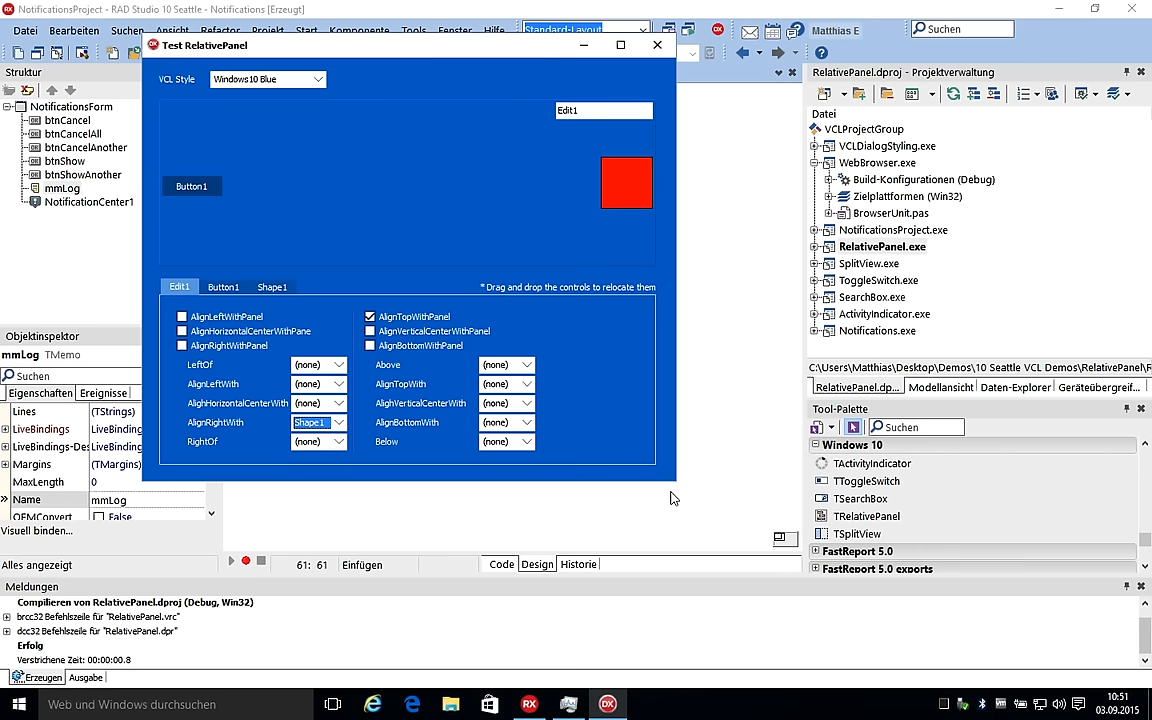 NotificationsProject - RAD Studio 10 Seattle - Notifications [Erzeugt]
Datei Bearbeiten Suchen Ansicht Refactor Projekt Start Komponente Tools Fenster Hilfe
Standard-Layout
Matthias E
Suchen
Test RelativePanel
VCL Style
Windows10 Blue
Edit1
Button1
Edit1 Button1 Shape1
* Drag and drop the controls to relocate them
AlignLeftWithPanel
AlignHorizontalCenterWithPane
AlignRightWithPanel
AlignTopWithPanel
AlignVerticalCenterWithPanel
AlignBottomWithPanel
LeftOf (none)
AlignLeftWith (none)
AlighHorizontalCenterWith (none)
AlignRightWith Shape1
RightOf (none)
Above (none)
AlignTopWith (none)
AlighVerticalCenterWith (none)
AlignBottomWith (none)
Below (none)
Struktur
NotificationsForm
btnCancel
btnCancelAll
btnCancelAnother
btnShow
btnShowAnother
mmLog
NotificationCenter1
Objektinspektor
mmLog TMemo
Suchen
Eigenschaften Ereignisse
Lines (TStrings)
LiveBindings LiveBinding
LiveBindings-De LiveBinding
Margins (TMargins)
MaxLength 0
Name mmLog
OEMConvert False
Visuell binden...
Alles angezeigt
61: 61 Einfügen
Code Design Historie
RelativePanel.dproj - Projektverwaltung
Datei
VCLProjectGroup
VCLDialogStyling.exe
WebBrowser.exe
Build-Konfigurationen (Debug)
Zielplattformen (Win32)
BrowserUnit.pas
NotificationsProject.exe
RelativePanel.exe
SplitView.exe
ToggleSwitch.exe
SearchBox.exe
ActivityIndicator.exe
Notifications.exe
C:\Users\Matthias\Desktop\Demos\10 Seattle VCL Demos\RelativePanel\R
RelativePanel.dp... Modellansicht Daten-Explorer Geräteübergreif...
Tool-Palette
Suchen
Windows 10
TActivityIndicator
TToggleSwitch
TSearchBox
TRelativePanel
TSplitView
FastReport 5.0
FastReport 5.0 exports
Meldungen
Compilieren von RelativePanel.dproj (Debug, Win32)
brcc32 Befehlszeile für "RelativePanel.vrc"
dcc32 Befehlszeile für "RelativePanel.dpr"
Erfolg
Verstrichene Zeit: 00:00:00.8
Erzeugen Ausgabe
Web und Windows durchsuchen
10:51
03.09.2015